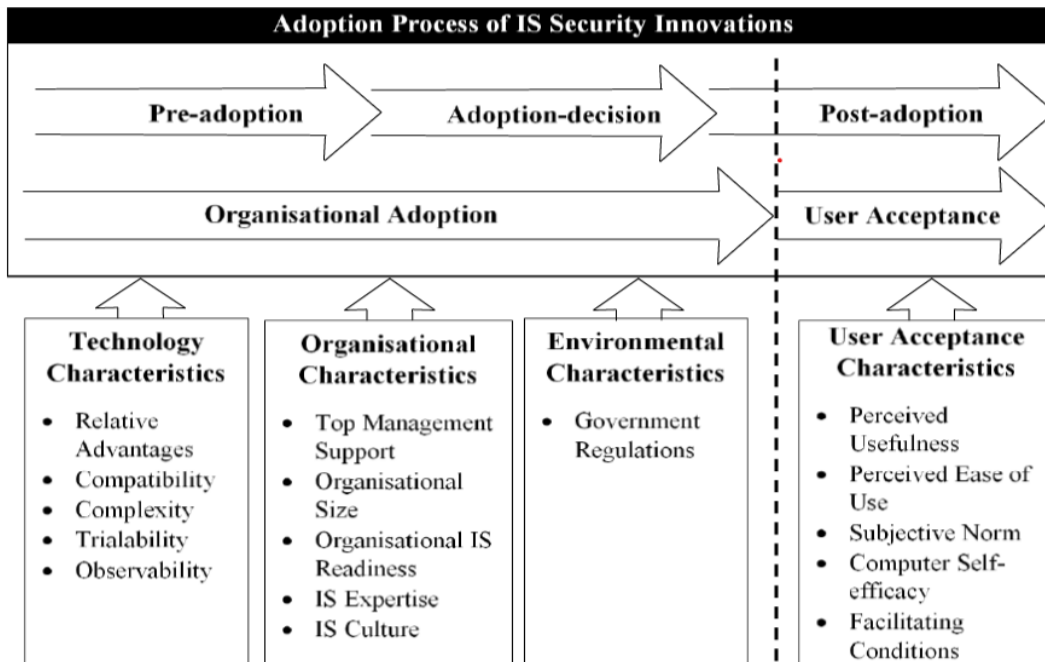 Adoption Process of IS Security Innovations
Pre-adoption
Adoption-decision
Post-adoption
Organisational Adoption
User Acceptance
Technology
Characteristics
• Relative
Advantages
• Compatibility
• Complexity
• Trialability
• Observability
Organisational
Characteristics
• Top Management
Support
• Organisational
Size
• Organisational IS
Readiness
• IS Expertise
• IS Culture
Environmental
Characteristics
• Government
Regulations
User Acceptance
Characteristics
• Perceived
Usefulness
• Perceived Ease of
Use
• Subjective Norm
• Computer Self-
efficacy
• Facilitating
Conditions